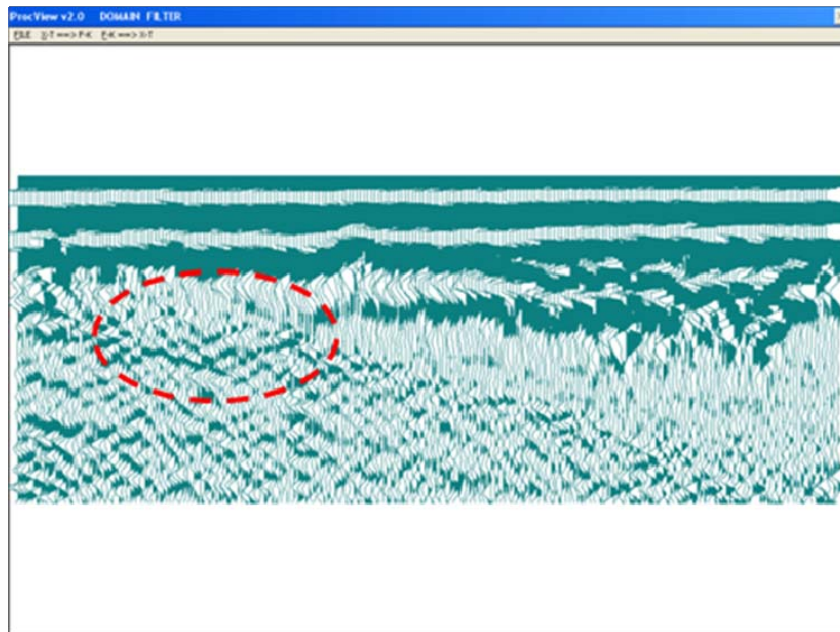 ProcView v2.0 DOMAIN FILTER
FILE X-T ==> F-K F-K ==> X-T